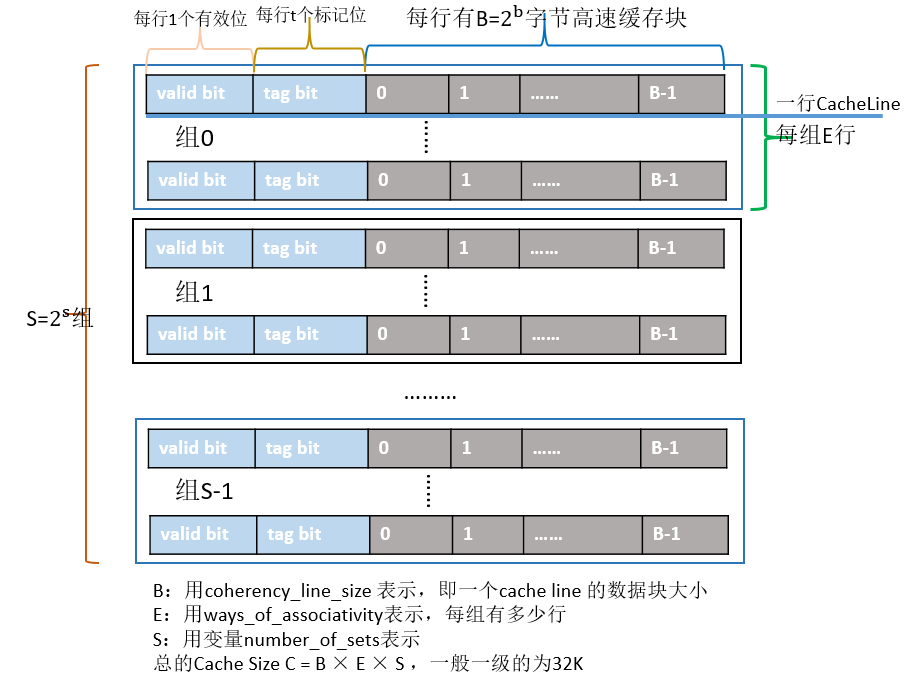 每行1个有效位
每行t个标记位
每行有B=2ᵇ字节高速缓存块
valid bit tag bit 0 1 …… B-1
一行CacheLine
组0
每组E行
valid bit tag bit 0 1 …… B-1
valid bit tag bit 0 1 …… B-1
组1
S=2ˢ组
valid bit tag bit 0 1 …… B-1
………
valid bit tag bit 0 1 …… B-1
组S-1
valid bit tag bit 0 1 …… B-1
B：用coherency_line_size 表示，即一个cache line 的数据块大小
E：用ways_of_associativity表示，每组有多少行
S：用变量number_of_sets表示
总的Cache Size C = B × E × S ，一般一级的为32K